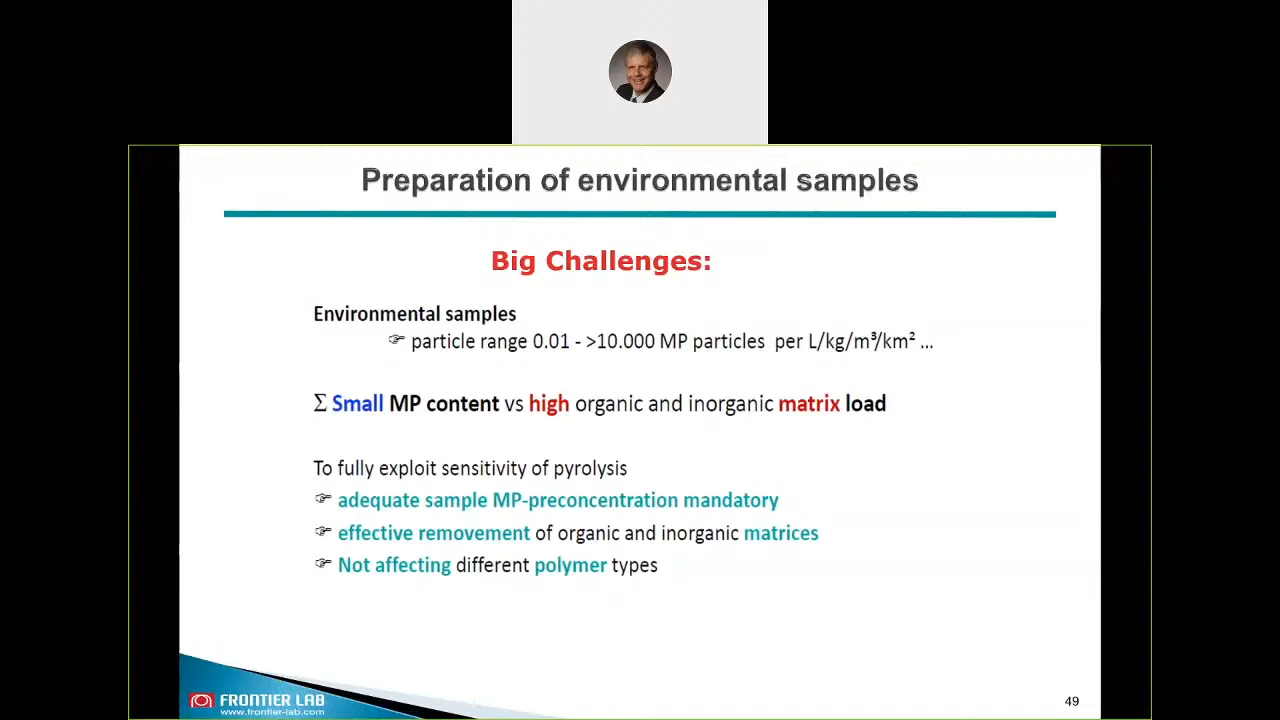 Preparation of environmental samples
Big Challenges:
Environmental samples
☞ particle range 0.01 - >10.000 MP particles per L/kg/m³/km² ...
Σ Small MP content vs high organic and inorganic matrix load
To fully exploit sensitivity of pyrolysis
☞ adequate sample MP-preconcentration mandatory
☞ effective removement of organic and inorganic matrices
☞ Not affecting different polymer types
FRONTIER LAB
www.frontier-lab.com
49